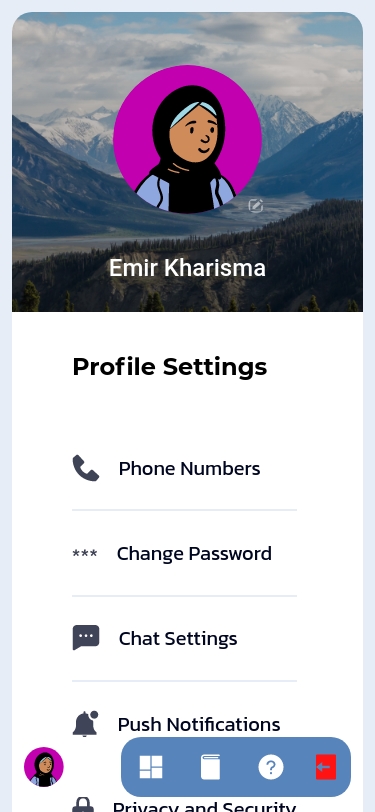 Emir Kharisma
Profile Settings
Phone Numbers
*** Change Password
Chat Settings
Push Notifications
?
Privacy and Security